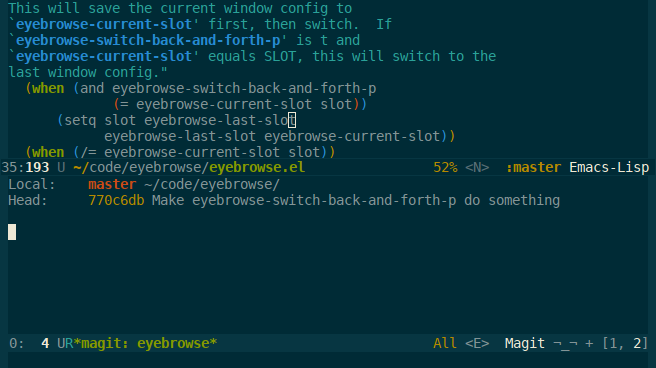 This will save the current window config to
`eyebrowse-current-slot' first, then switch.  If
`eyebrowse-switch-back-and-forth-p' is t and
`eyebrowse-current-slot' equals SLOT, this will switch to the
last window config."
  (when (and eyebrowse-switch-back-and-forth-p
             (= eyebrowse-current-slot slot))
      (setq slot eyebrowse-last-slot
            eyebrowse-last-slot eyebrowse-current-slot))
  (when (/= eyebrowse-current-slot slot))
35:193 U ~/code/eyebrowse/eyebrowse.el 52% <N> :master Emacs-Lisp
Local:    master ~/code/eyebrowse/
Head:     770c6db Make eyebrowse-switch-back-and-forth-p do something
0:  4 UR*magit: eyebrowse* All <E>  Magit ¬_¬ + [1, 2]